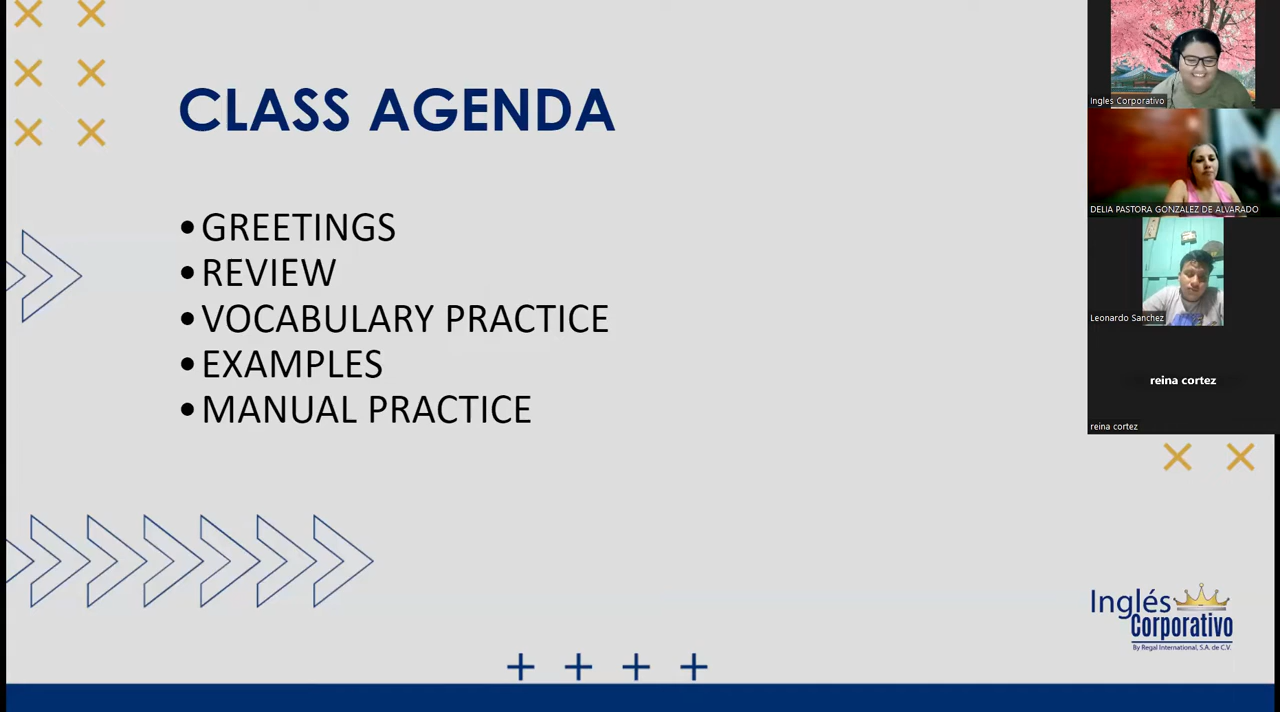 CLASS AGENDA
•GREETINGS
•REVIEW
•VOCABULARY PRACTICE
•EXAMPLES
•MANUAL PRACTICE
Ingles Corporativo
DELIA PASTORA GONZALEZ DE ALVARADO
Leonardo Sanchez
reina cortez
reina cortez
Inglés
Corporativo
By Regal International, S.A. de C.V.